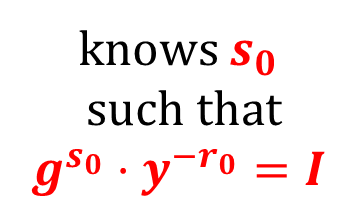 knows s₀
such that
g^{s₀} · y^{-r₀} = I